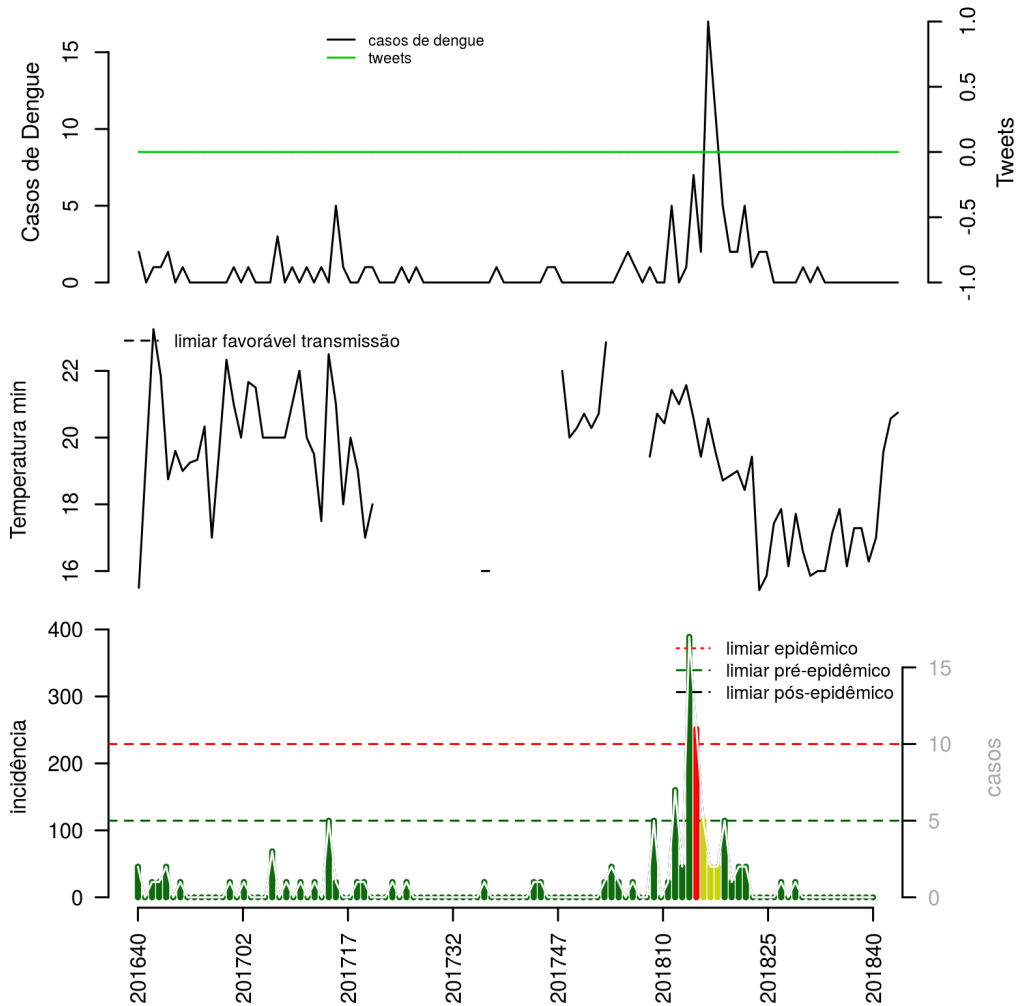 casos de dengue
tweets
Casos de Dengue
0
5
10
15
Tweets
-1.0
-0.5
0.0
0.5
1.0
limiar favorável transmissão
Temperatura min
16
18
20
22
limiar epidêmico
limiar pré-epidêmico
limiar pós-epidêmico
incidência
0
100
200
300
400
casos
0
5
10
15
201640
201702
201717
201732
201747
201810
201825
201840